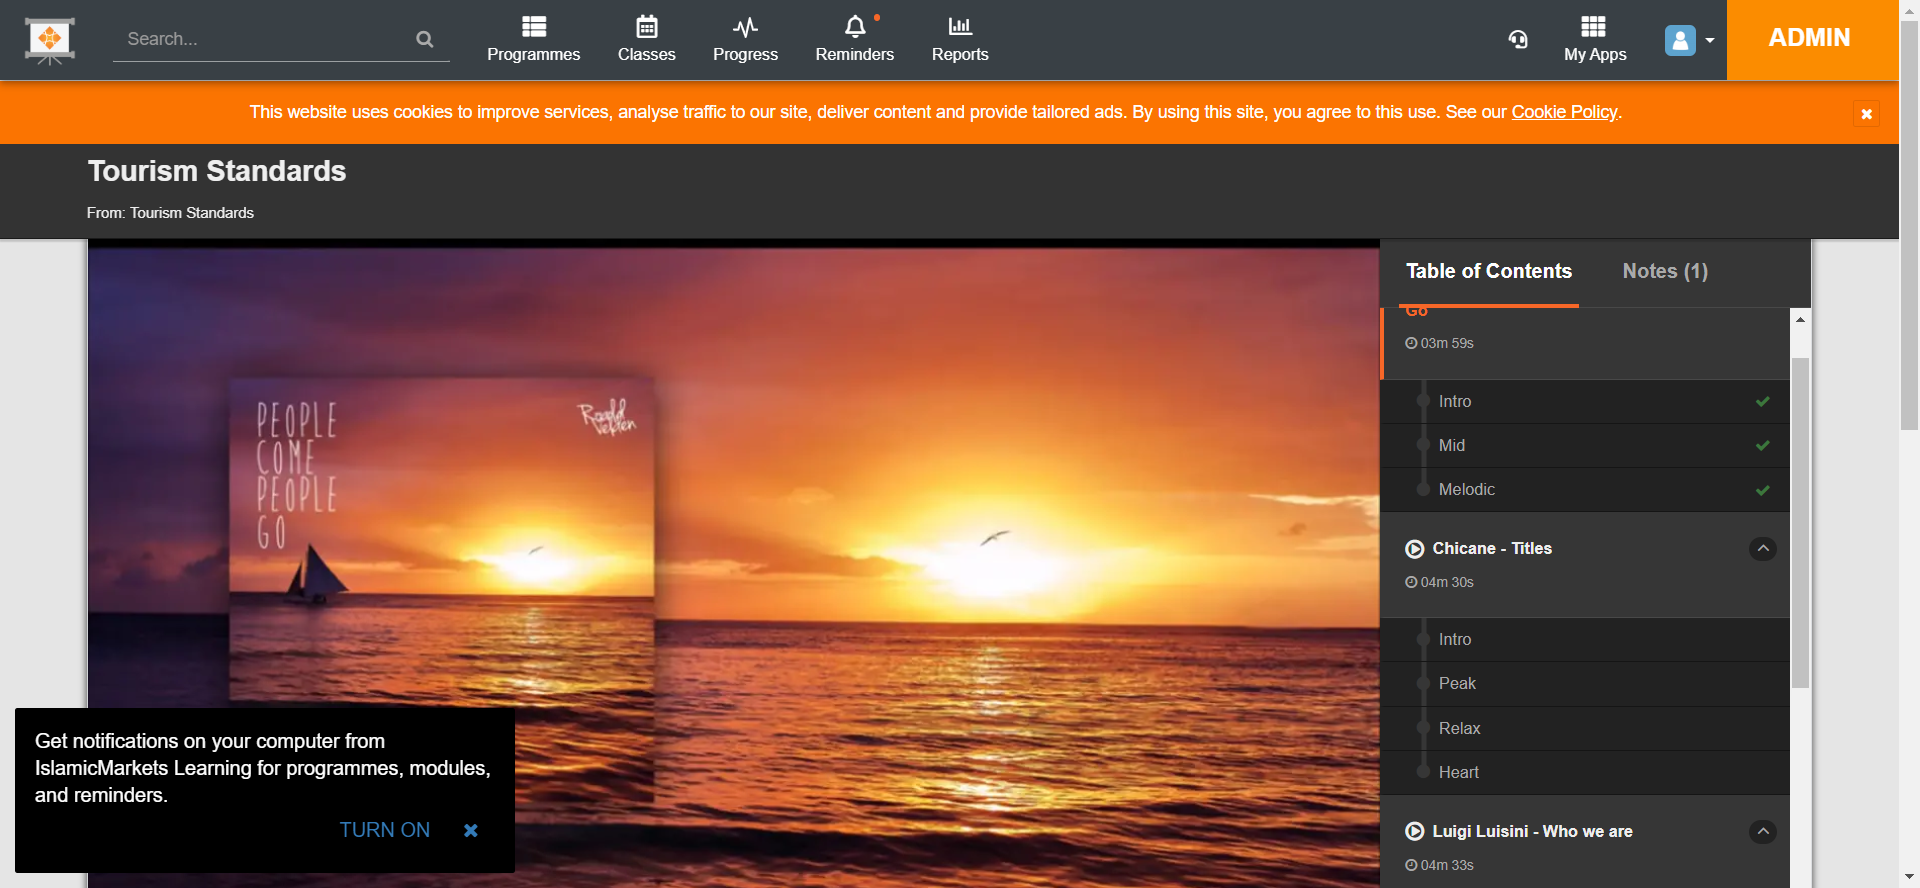 Search...
Programmes
Classes
Progress
Reminders
Reports
My Apps
ADMIN
This website uses cookies to improve services, analyse traffic to our site, deliver content and provide tailored ads. By using this site, you agree to this use. See our Cookie Policy.
Tourism Standards
From: Tourism Standards
PEOPLE
COME
PEOPLE
GO
Roald
Velden
Table of Contents
Notes (1)
Go
03m 59s
Intro
Mid
Melodic
Chicane - Titles
04m 30s
Intro
Peak
Relax
Heart
Luigi Luisini - Who we are
04m 33s
Get notifications on your computer from
IslamicMarkets Learning for programmes, modules,
and reminders.
TURN ON